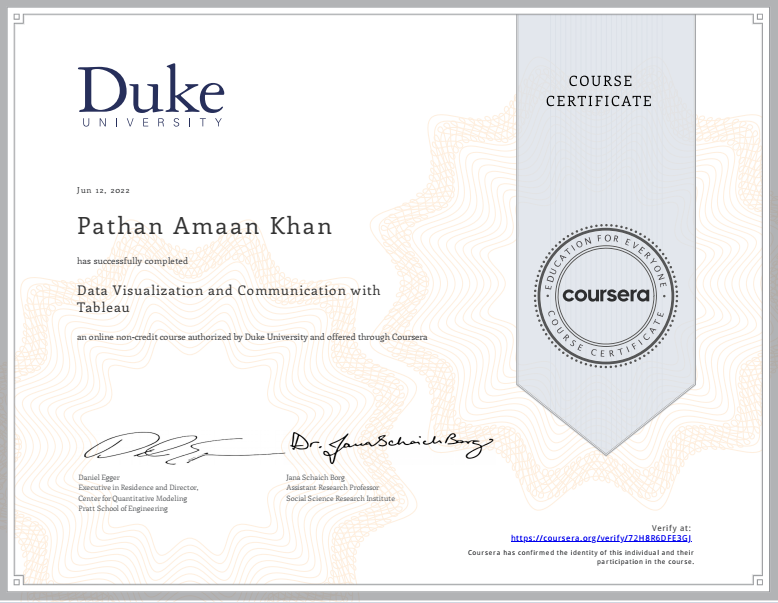 Duke
UNIVERSITY
COURSE
CERTIFICATE
Jun 12, 2022
Pathan Amaan Khan
has successfully completed
Data Visualization and Communication with
Tableau
an online non-credit course authorized by Duke University and offered through Coursera
EDUCATION FOR EVERYONE
coursera
COURSE CERTIFICATE
Dr. Jana Schaich Borg
Daniel Egger
Executive in Residence and Director,
Center for Quantitative Modeling
Pratt School of Engineering
Jana Schaich Borg
Assistant Research Professor
Social Science Research Institute
Verify at:
https://coursera.org/verify/72H8R6DFE3GJ
Coursera has confirmed the identity of this individual and their
participation in the course.